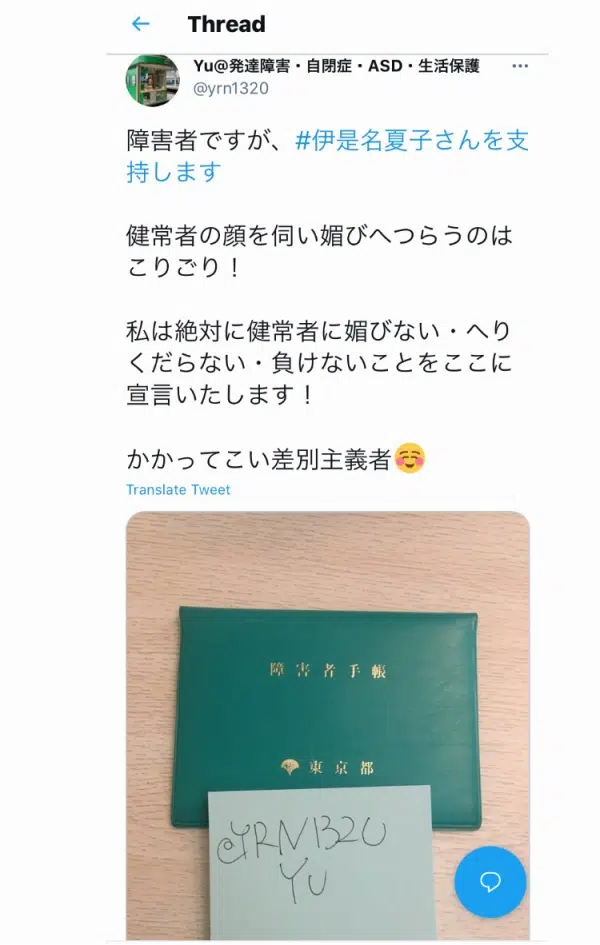 Thread
Yu@発達障害・自閉症・ASD・生活保護
@yrn1320
障害者ですが、#伊是名夏子さんを支
持します
健常者の顔を伺い媚びへつらうのは
こりごり！
私は絶対に健常者に媚びない・へり
くだらない・負けないことをここに
宣言いたします！
かかってこい差別主義者☺️
Translate Tweet
障害者手帳
東京都
@YRN1320
Yu